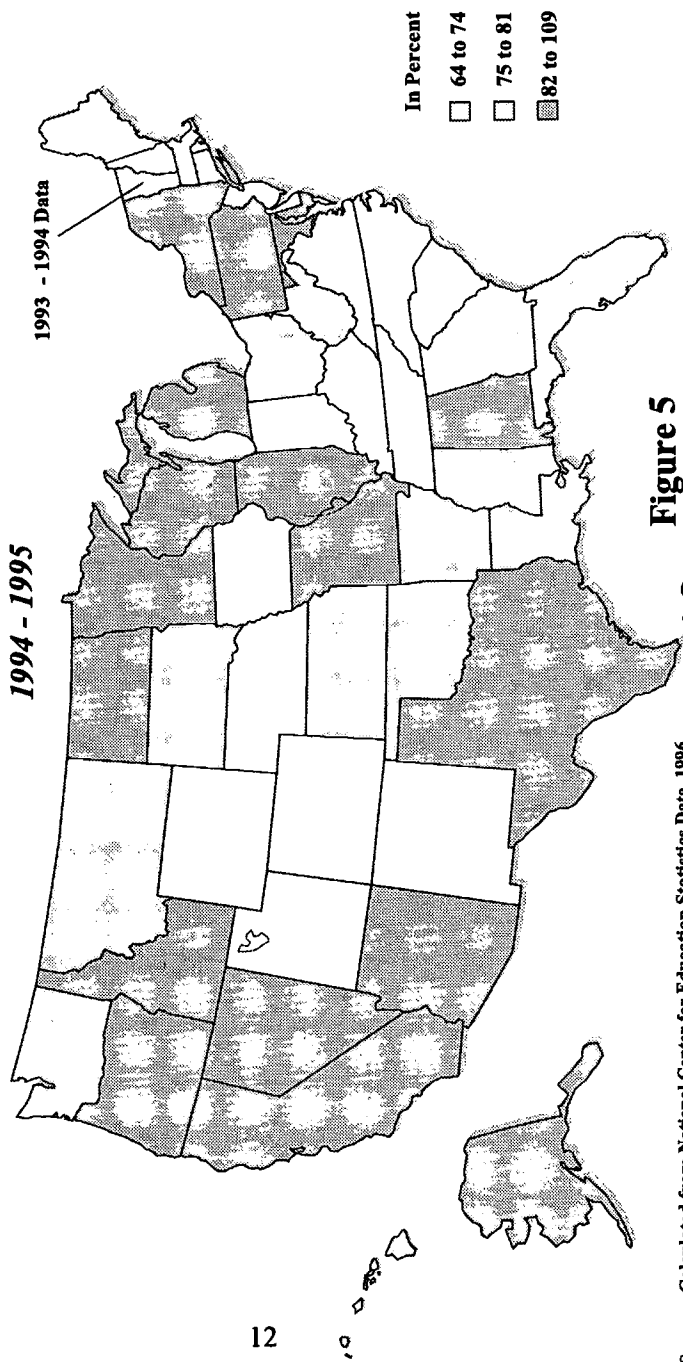 1994 - 1995
1993 - 1994 Data
In Percent
64 to 74
75 to 81
82 to 109
Figure 5
Calculated from: National Center for Education Statistics Data, 1996
12